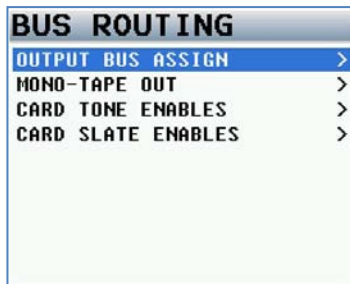 BUS ROUTING
OUTPUT BUS ASSIGN >
MONO-TAPE OUT >
CARD TONE ENABLES >
CARD SLATE ENABLES >